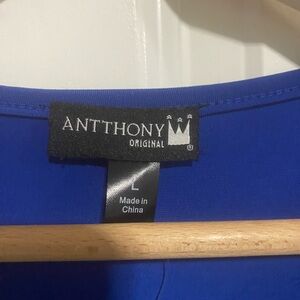 ANTTHONY
ORIGINAL
®
L
Made in
China